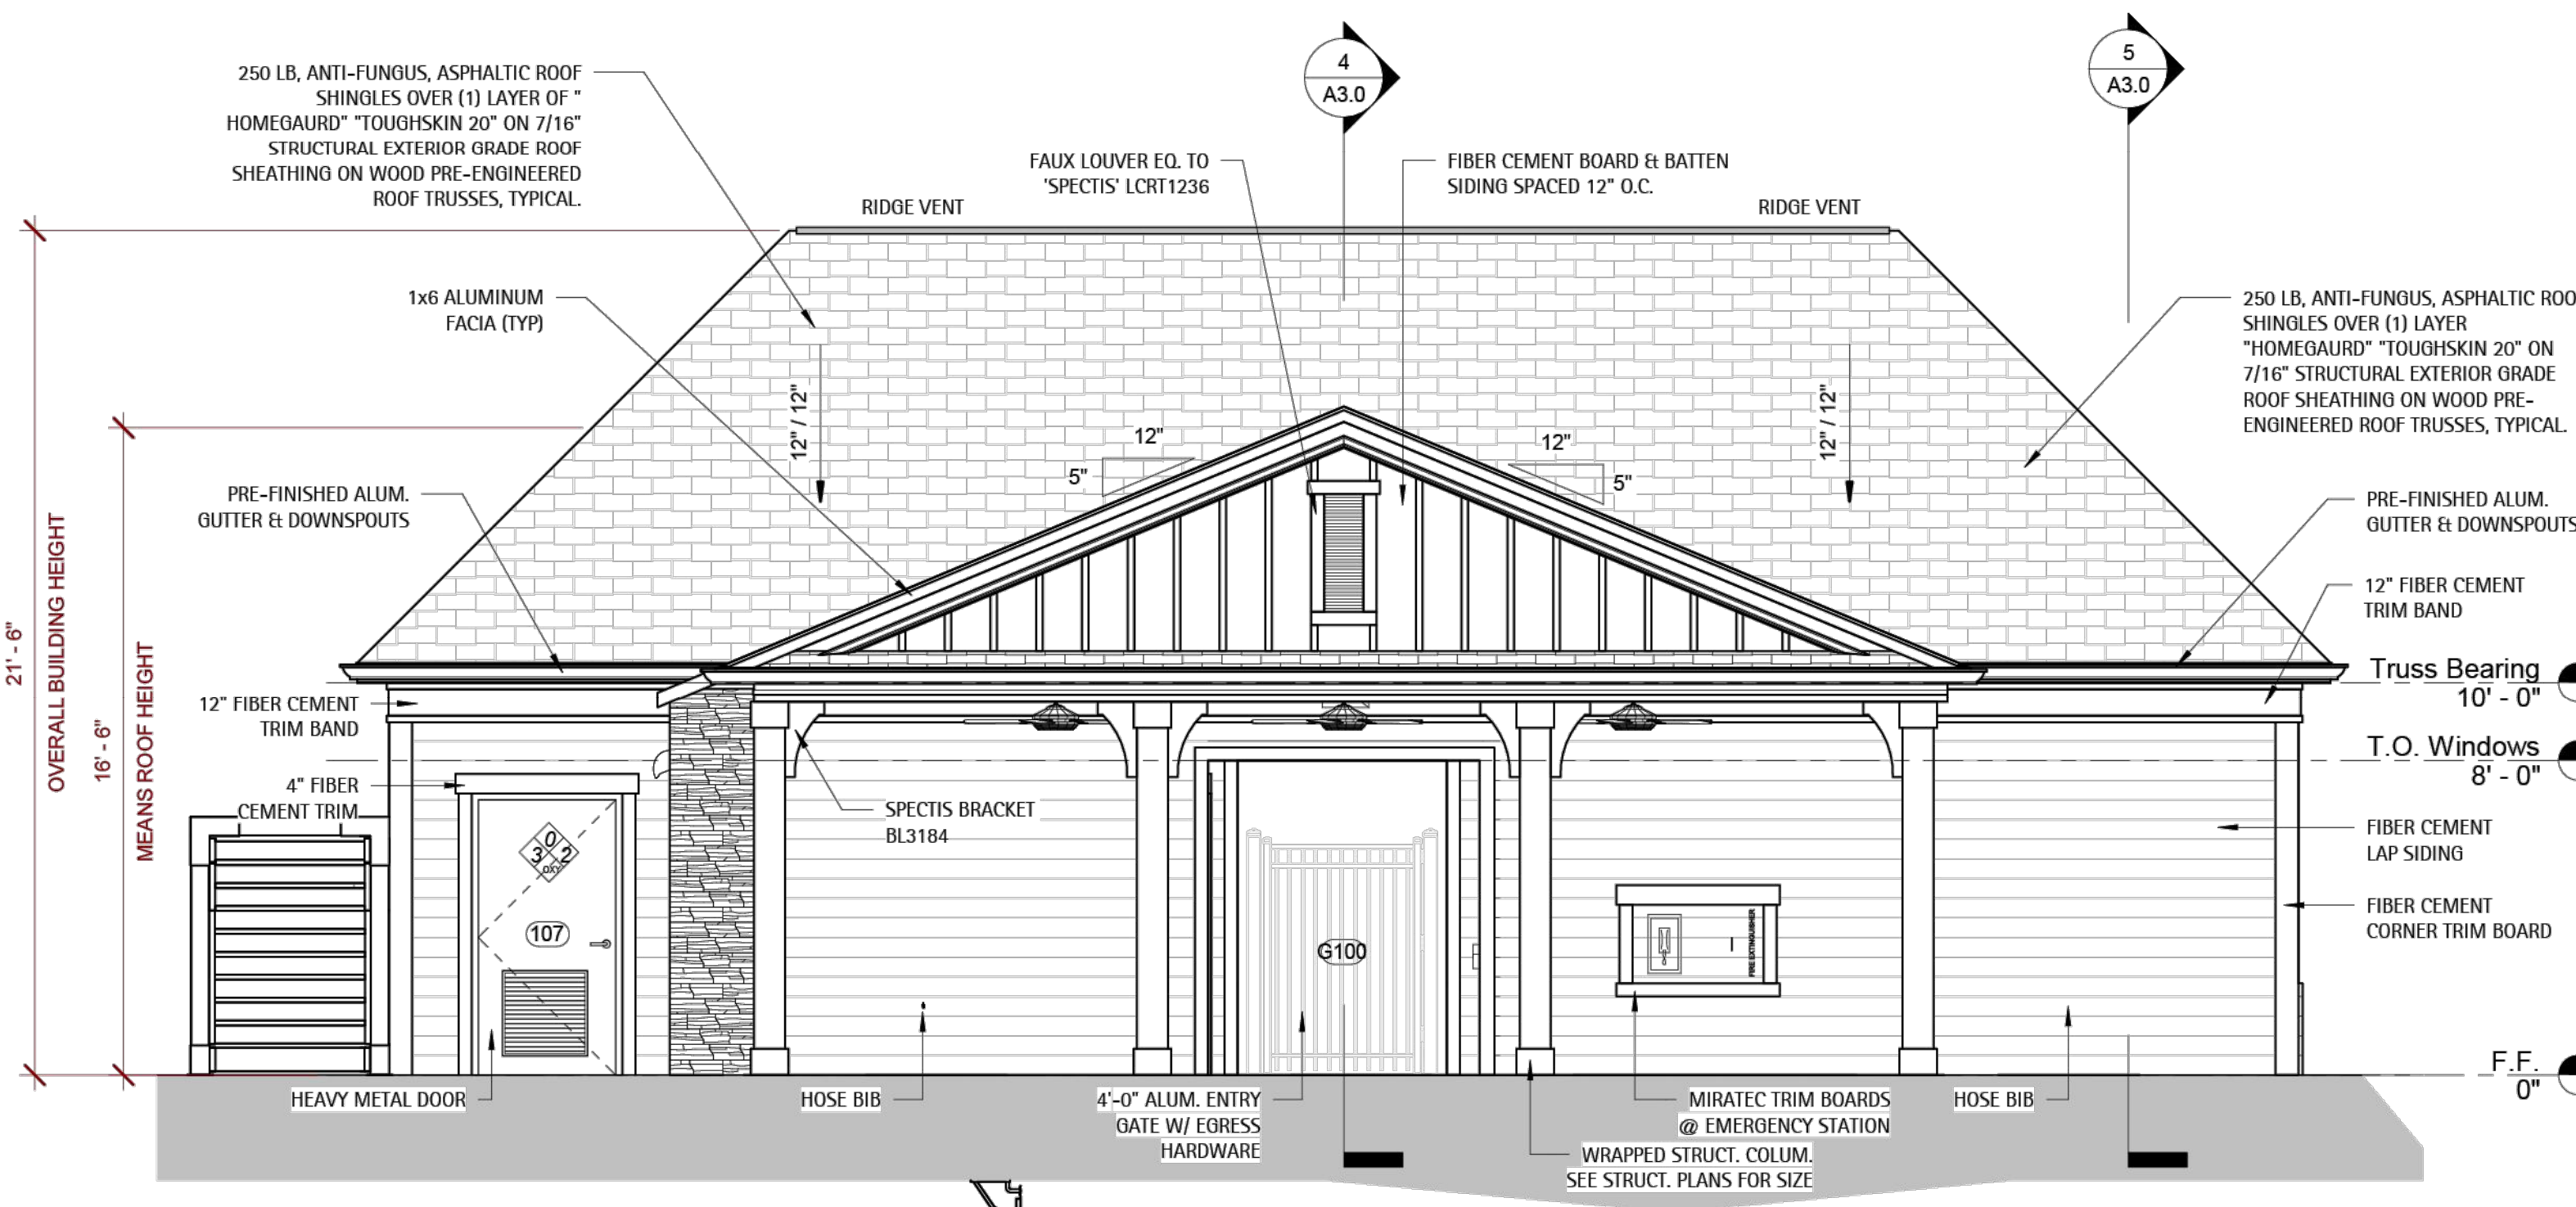 4
A3.0
5
A3.0
250 LB, ANTI-FUNGUS, ASPHALTIC ROOF
SHINGLES OVER (1) LAYER OF "
HOMEGAURD" "TOUGHSKIN 20" ON 7/16"
STRUCTURAL EXTERIOR GRADE ROOF
SHEATHING ON WOOD PRE-ENGINEERED
ROOF TRUSSES, TYPICAL.
FAUX LOUVER EQ. TO
'SPECTIS' LCRT1236
FIBER CEMENT BOARD & BATTEN
SIDING SPACED 12" O.C.
RIDGE VENT
RIDGE VENT
1x6 ALUMINUM
FACIA (TYP)
250 LB, ANTI-FUNGUS, ASPHALTIC ROO
SHINGLES OVER (1) LAYER
"HOMEGAURD" "TOUGHSKIN 20" ON
7/16" STRUCTURAL EXTERIOR GRADE
ROOF SHEATHING ON WOOD PRE-
ENGINEERED ROOF TRUSSES, TYPICAL.
12" / 12"
12" / 12"
12"
5"
12"
5"
PRE-FINISHED ALUM.
GUTTER & DOWNSPOUTS
PRE-FINISHED ALUM.
GUTTER & DOWNSPOUTS
12" FIBER CEMENT
TRIM BAND
21' - 6"
OVERALL BUILDING HEIGHT
16' - 6"
MEANS ROOF HEIGHT
12" FIBER CEMENT
TRIM BAND
Truss Bearing
10' - 0"
T.O. Windows
8' - 0"
4" FIBER
CEMENT TRIM
SPECTIS BRACKET
BL3184
0
3
2
OXY
107
G100
FIRE EXTINGUISHER
FIBER CEMENT
LAP SIDING
FIBER CEMENT
CORNER TRIM BOARD
F.F.
0"
HEAVY METAL DOOR
HOSE BIB
4'-0" ALUM. ENTRY
GATE W/ EGRESS
HARDWARE
MIRATEC TRIM BOARDS
@ EMERGENCY STATION
HOSE BIB
WRAPPED STRUCT. COLUM.
SEE STRUCT. PLANS FOR SIZE